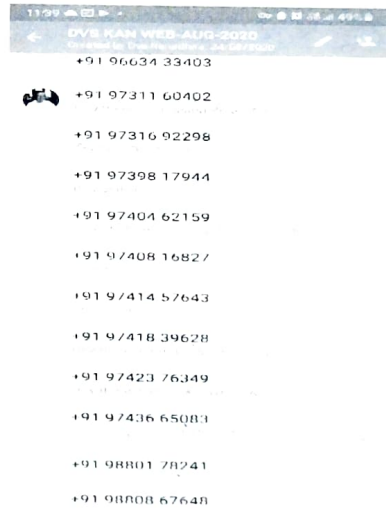 11:39
49%
DVS KAN WEB-AUG-2020
+91 96634 33403
+91 97311 60402
+91 97316 92298
+91 97398 17944
+91 97404 62159
+91 97408 16827
+91 97414 57643
+91 97418 39628
+91 97423 76349
+91 97436 65083
+91 98801 78241
+91 98808 67648